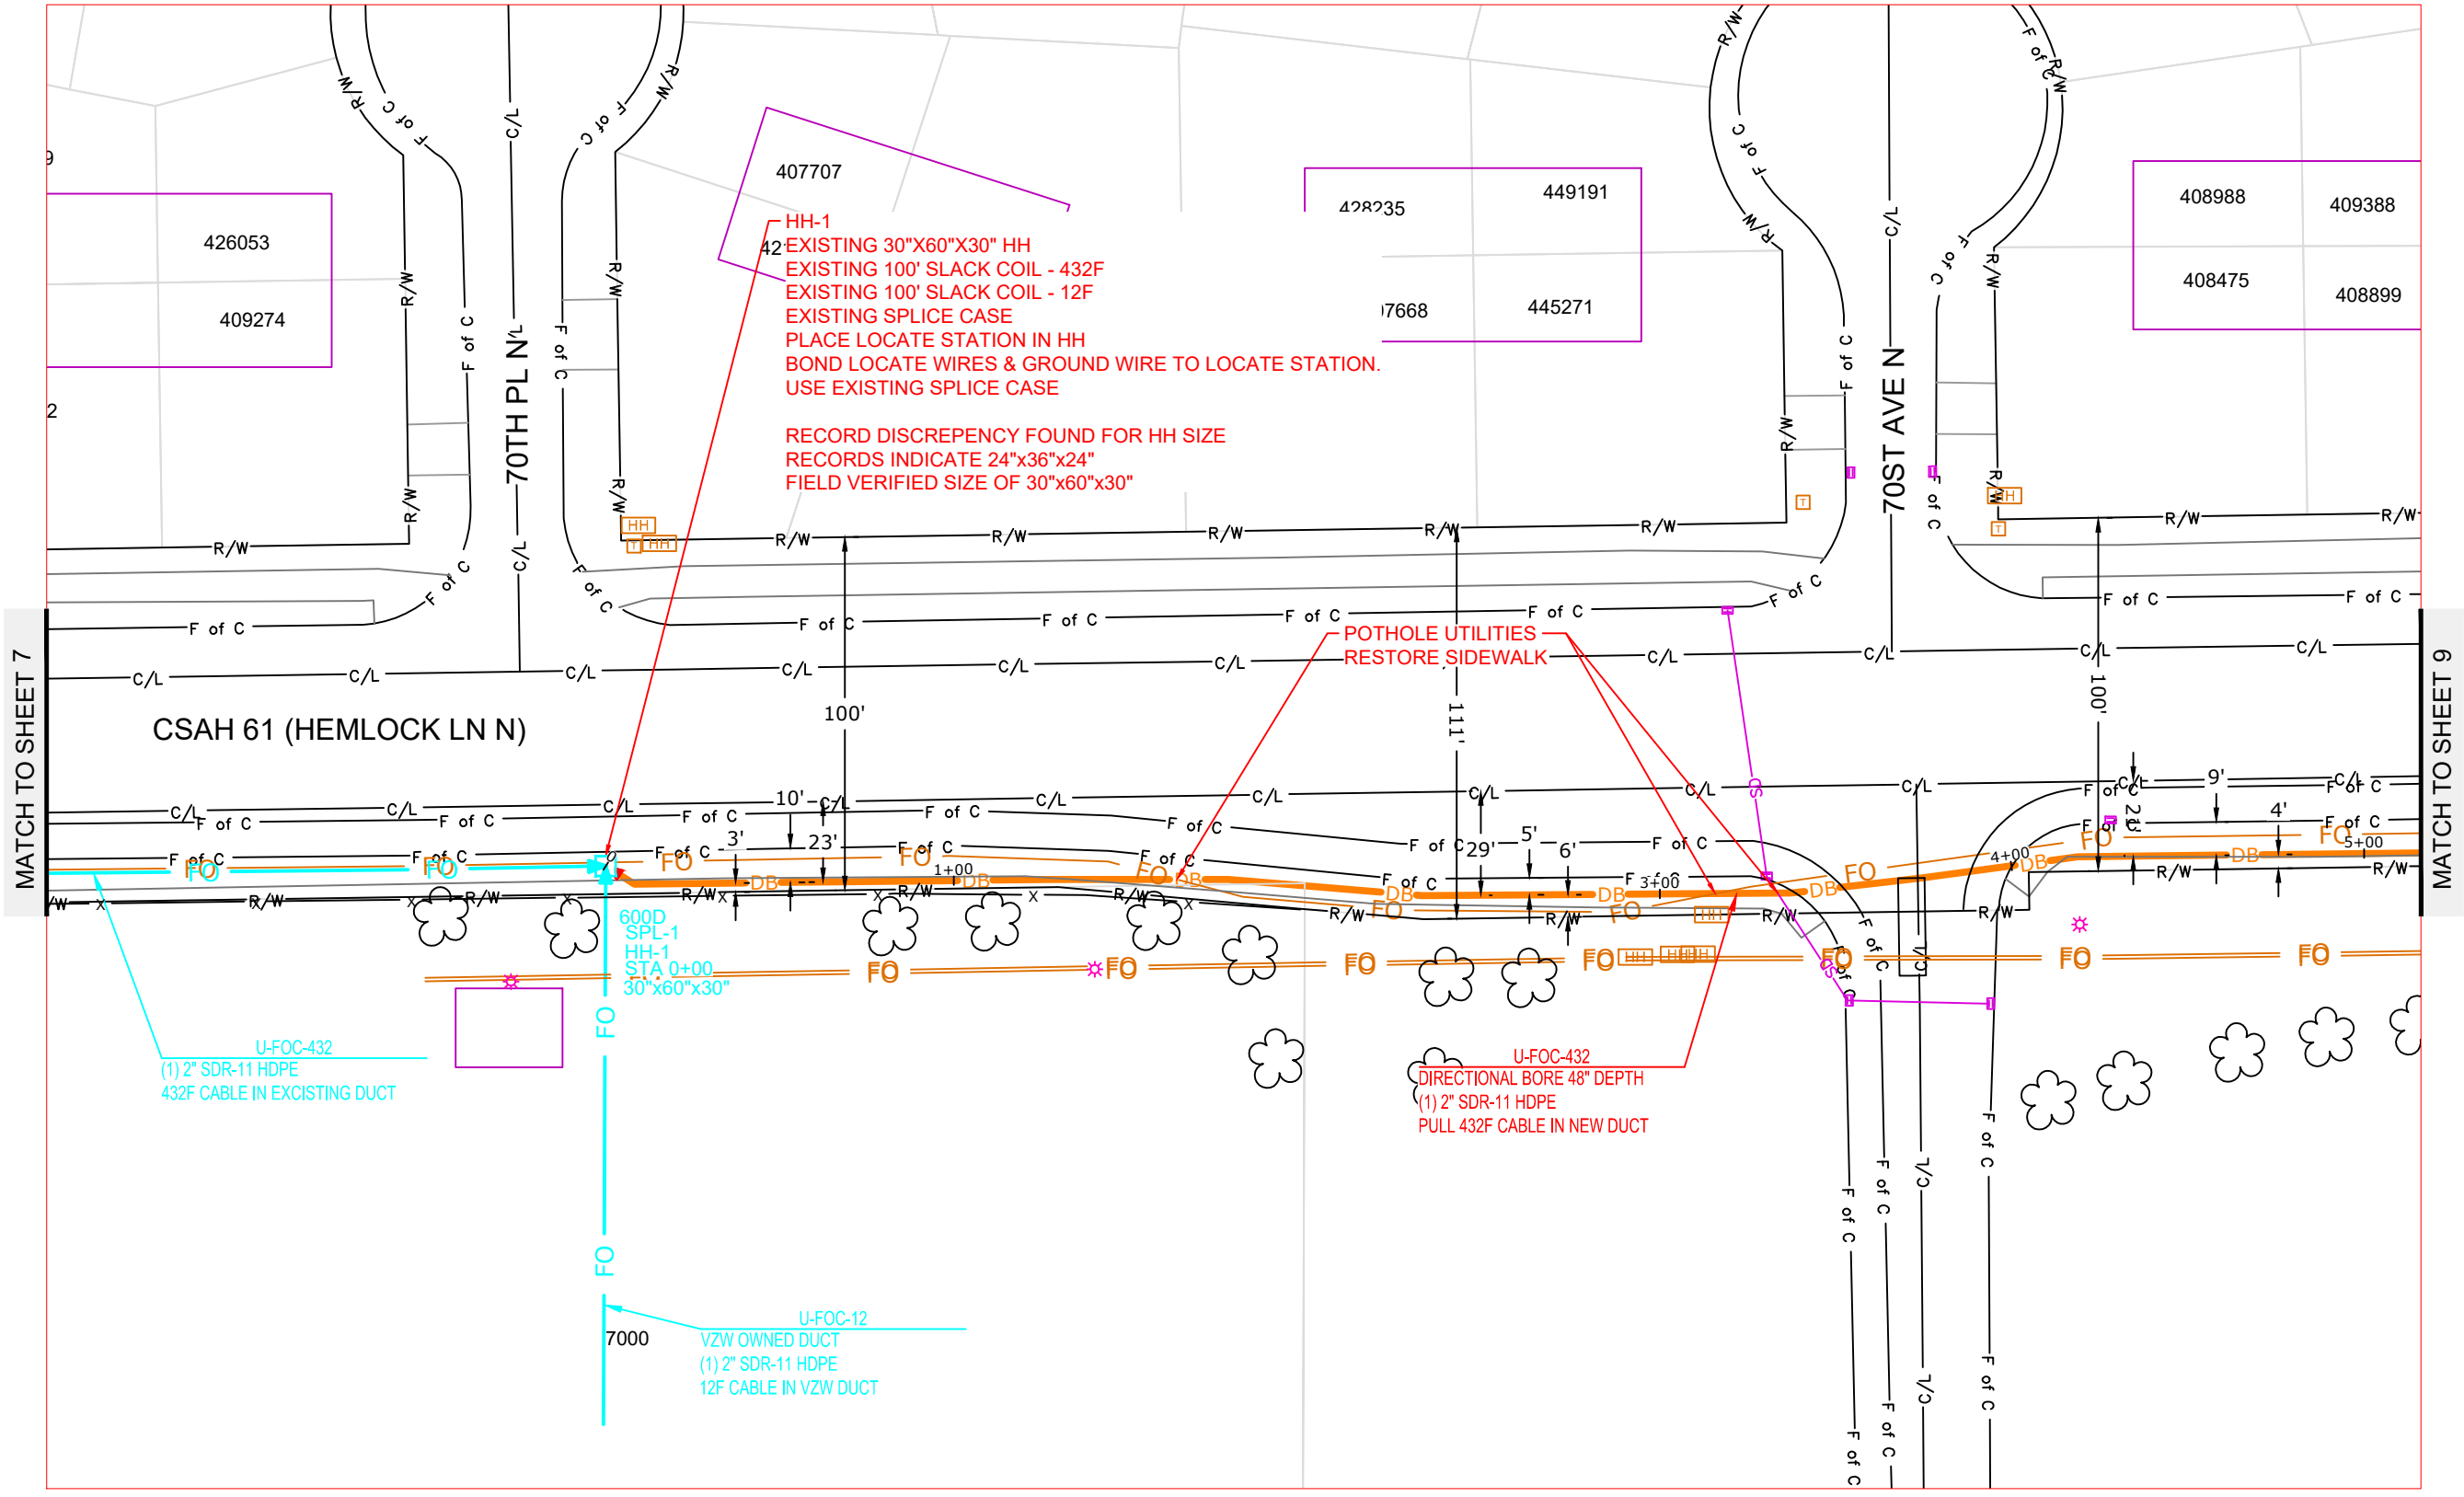 407707
426053
409274
428235
449191
445271
408988
409388
408475
408899
HH-1
EXISTING 30"X60"X30" HH
EXISTING 100' SLACK COIL - 432F
EXISTING 100' SLACK COIL - 12F
EXISTING SPLICE CASE
PLACE LOCATE STATION IN HH
BOND LOCATE WIRES & GROUND WIRE TO LOCATE STATION.
USE EXISTING SPLICE CASE
RECORD DISCREPENCY FOUND FOR HH SIZE
RECORDS INDICATE 24"x36"x24"
FIELD VERIFIED SIZE OF 30"x60"x30"
70TH PL N
70ST AVE N
R/W
F of C
C/L
HH
T
POTHOLE UTILITIES
RESTORE SIDEWALK
MATCH TO SHEET 7
MATCH TO SHEET 9
CSAH 61 (HEMLOCK LN N)
100'
111'
100'
10'
3'
23'
29'
5'
6'
9'
4'
1+00
3+00
4+00
5+00
FO
DB
600D
SPL-1
HH-1
STA 0+00
30"x60"x30"
U-FOC-432
(1) 2" SDR-11 HDPE
432F CABLE IN EXCISTING DUCT
U-FOC-432
DIRECTIONAL BORE 48" DEPTH
(1) 2" SDR-11 HDPE
PULL 432F CABLE IN NEW DUCT
U-FOC-12
VZW OWNED DUCT
(1) 2" SDR-11 HDPE
12F CABLE IN VZW DUCT
7000